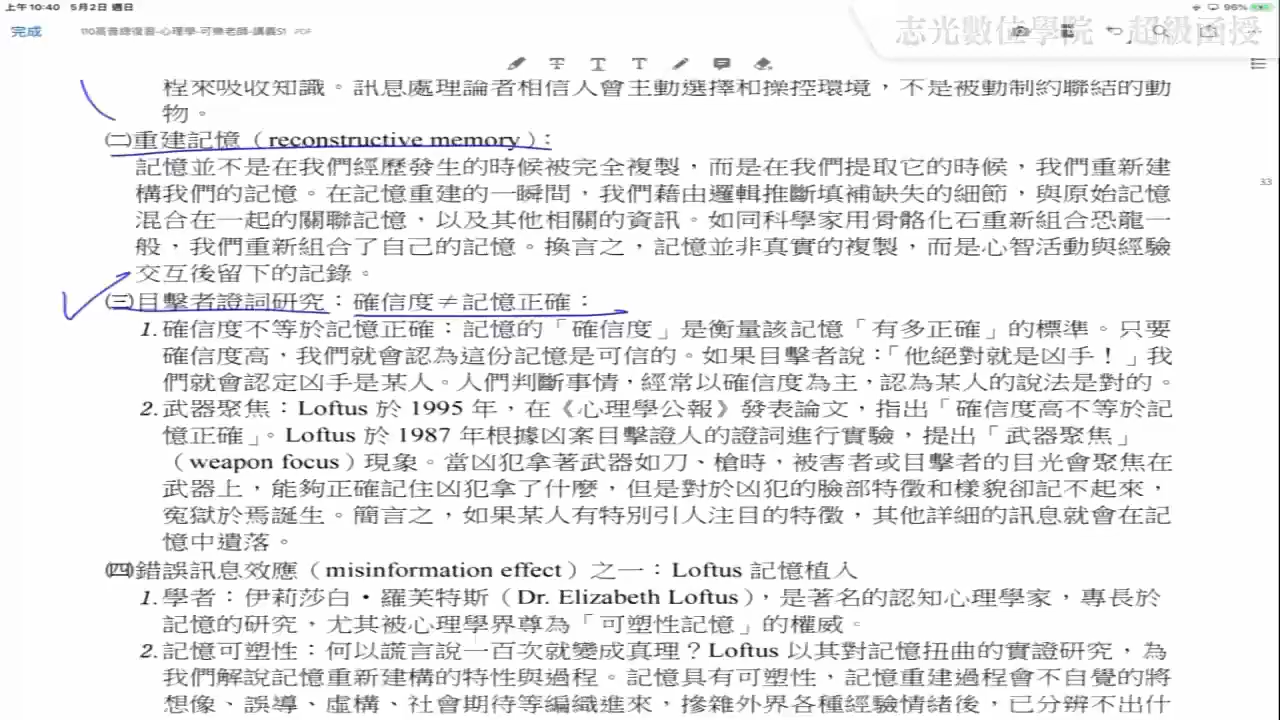 上午10:40 5月2日 週日
96%
完成
110高普總複習-心理學-可樂老師-講義S1 PDF
志光數位學院 超級函授
程來吸收知識。訊息處理論者相信人會主動選擇和操控環境，不是被動制約聯結的動
物。
㈡重建記憶（reconstructive memory）：
記憶並不是在我們經歷發生的時候被完全複製，而是在我們提取它的時候，我們重新建
構我們的記憶。在記憶重建的一瞬間，我們藉由邏輯推斷填補缺失的細節，與原始記憶
混合在一起的關聯記憶，以及其他相關的資訊。如同科學家用骨骼化石重新組合恐龍一
般，我們重新組合了自己的記憶。換言之，記憶並非真實的複製，而是心智活動與經驗
交互後留下的記錄。
33
㈢目擊者證詞研究：確信度≠記憶正確：
1. 確信度不等於記憶正確：記憶的「確信度」是衡量該記憶「有多正確」的標準。只要
確信度高，我們就會認為這份記憶是可信的。如果目擊者說：「他絕對就是凶手！」我
們就會認定凶手是某人。人們判斷事情，經常以確信度為主，認為某人的說法是對的。
2. 武器聚焦：Loftus 於 1995 年，在《心理學公報》發表論文，指出「確信度高不等於記
憶正確」。Loftus 於 1987 年根據凶案目擊證人的證詞進行實驗，提出「武器聚焦」
（weapon focus）現象。當凶犯拿著武器如刀、槍時，被害者或目擊者的目光會聚焦在
武器上，能夠正確記住凶犯拿了什麼，但是對於凶犯的臉部特徵和樣貌卻記不起來，
冤獄於焉誕生。簡言之，如果某人有特別引人注目的特徵，其他詳細的訊息就會在記
憶中遺落。
㈣錯誤訊息效應（misinformation effect）之一：Loftus 記憶植入
1. 學者：伊莉莎白•羅芙特斯（Dr. Elizabeth Loftus），是著名的認知心理學家，專長於
記憶的研究，尤其被心理學界尊為「可塑性記憶」的權威。
2. 記憶可塑性：何以謊言說一百次就變成真理？Loftus 以其對記憶扭曲的實證研究，為
我們解說記憶重新建構的特性與過程。記憶具有可塑性，記憶重建過程會不自覺的將
想像、誤導、虛構、社會期待等編織進來，摻雜外界各種經驗情緒後，已分辨不出什